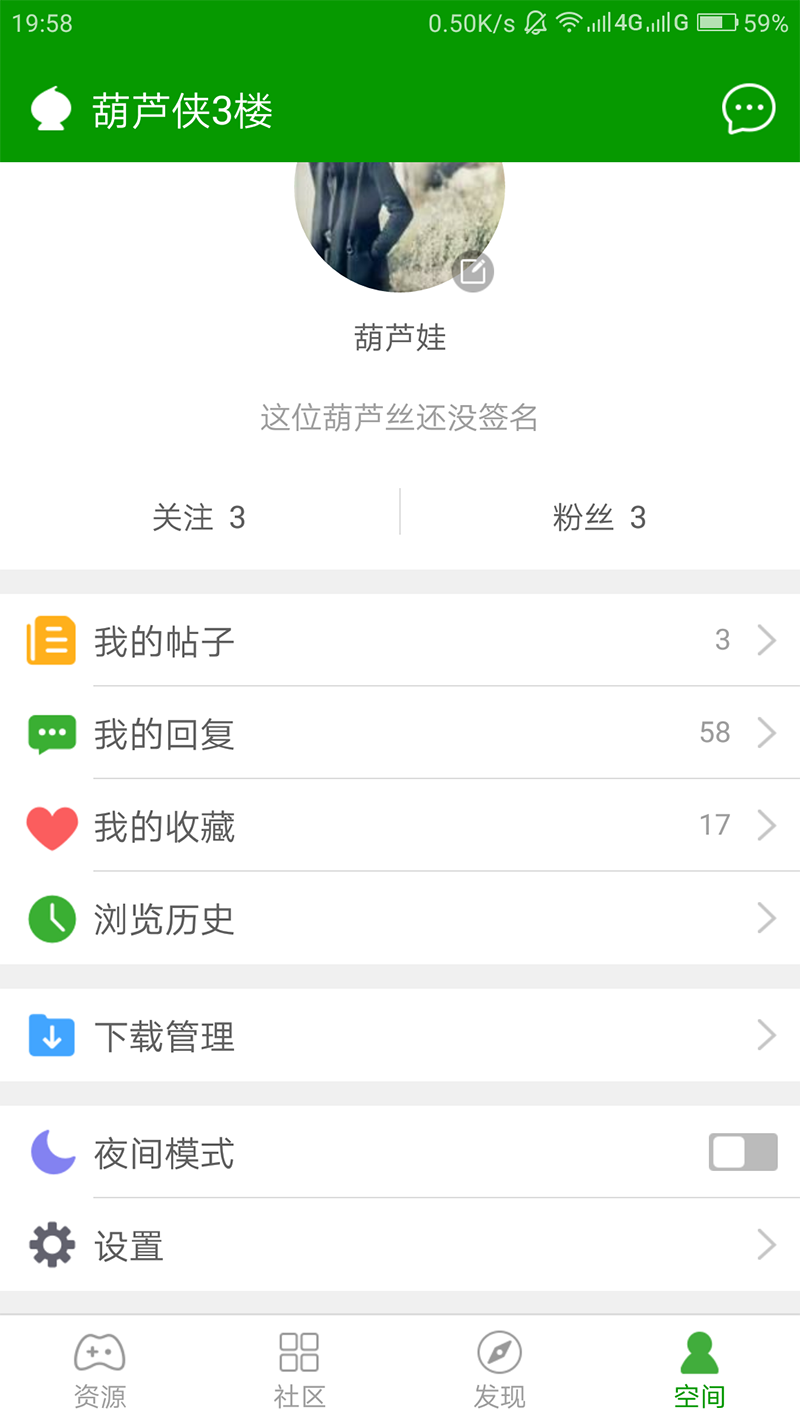 19:58 0.50K/s 4G G 59%
葫芦侠3楼
葫芦娃
这位葫芦丝还没签名
关注 3 粉丝 3
我的帖子 3
我的回复 58
我的收藏 17
浏览历史
下载管理
夜间模式
设置
资源 社区 发现 空间